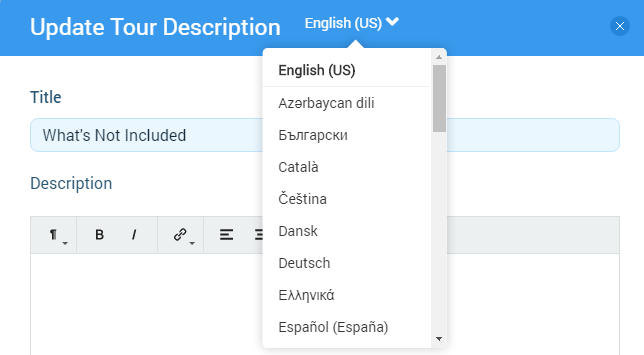 Update Tour Description
English (US)
English (US)
Azərbaycan dili
Български
Català
Čeština
Dansk
Deutsch
Ελληνικά
Español (España)
Title
What's Not Included
Description
¶ B I